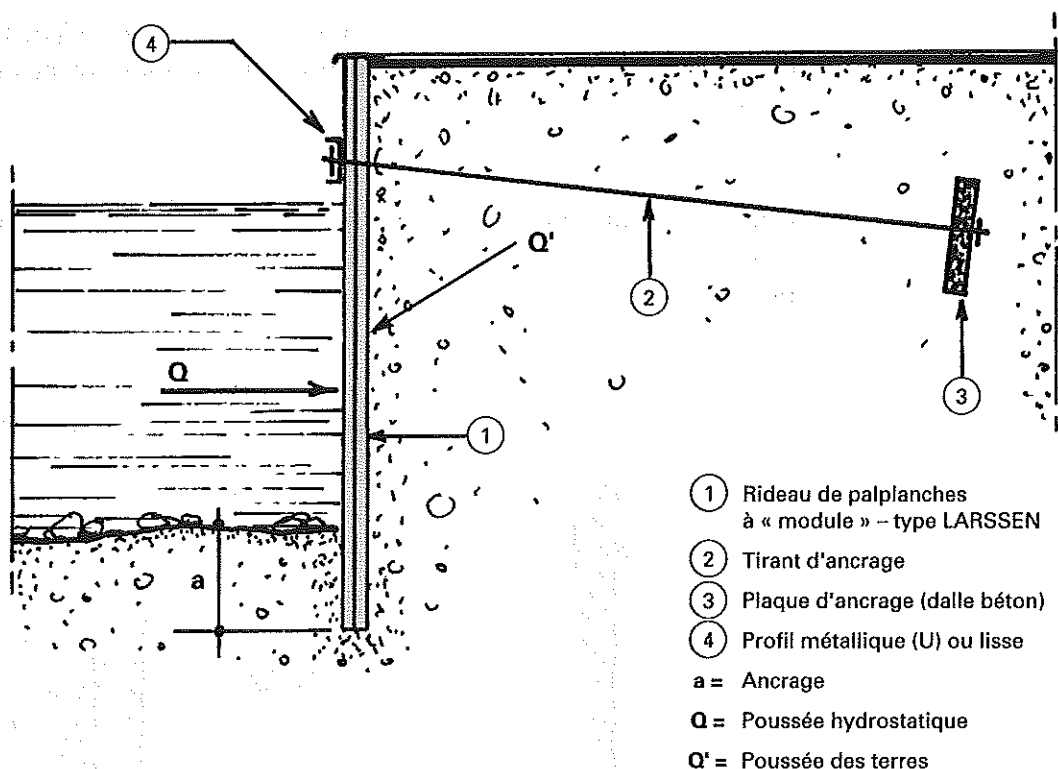 4
Q'
2
Q
3
1
a
1 Rideau de palplanches
à « module » – type LARSSEN
2 Tirant d'ancrage
3 Plaque d'ancrage (dalle béton)
4 Profil métallique (U) ou lisse
a = Ancrage
Q = Poussée hydrostatique
Q' = Poussée des terres